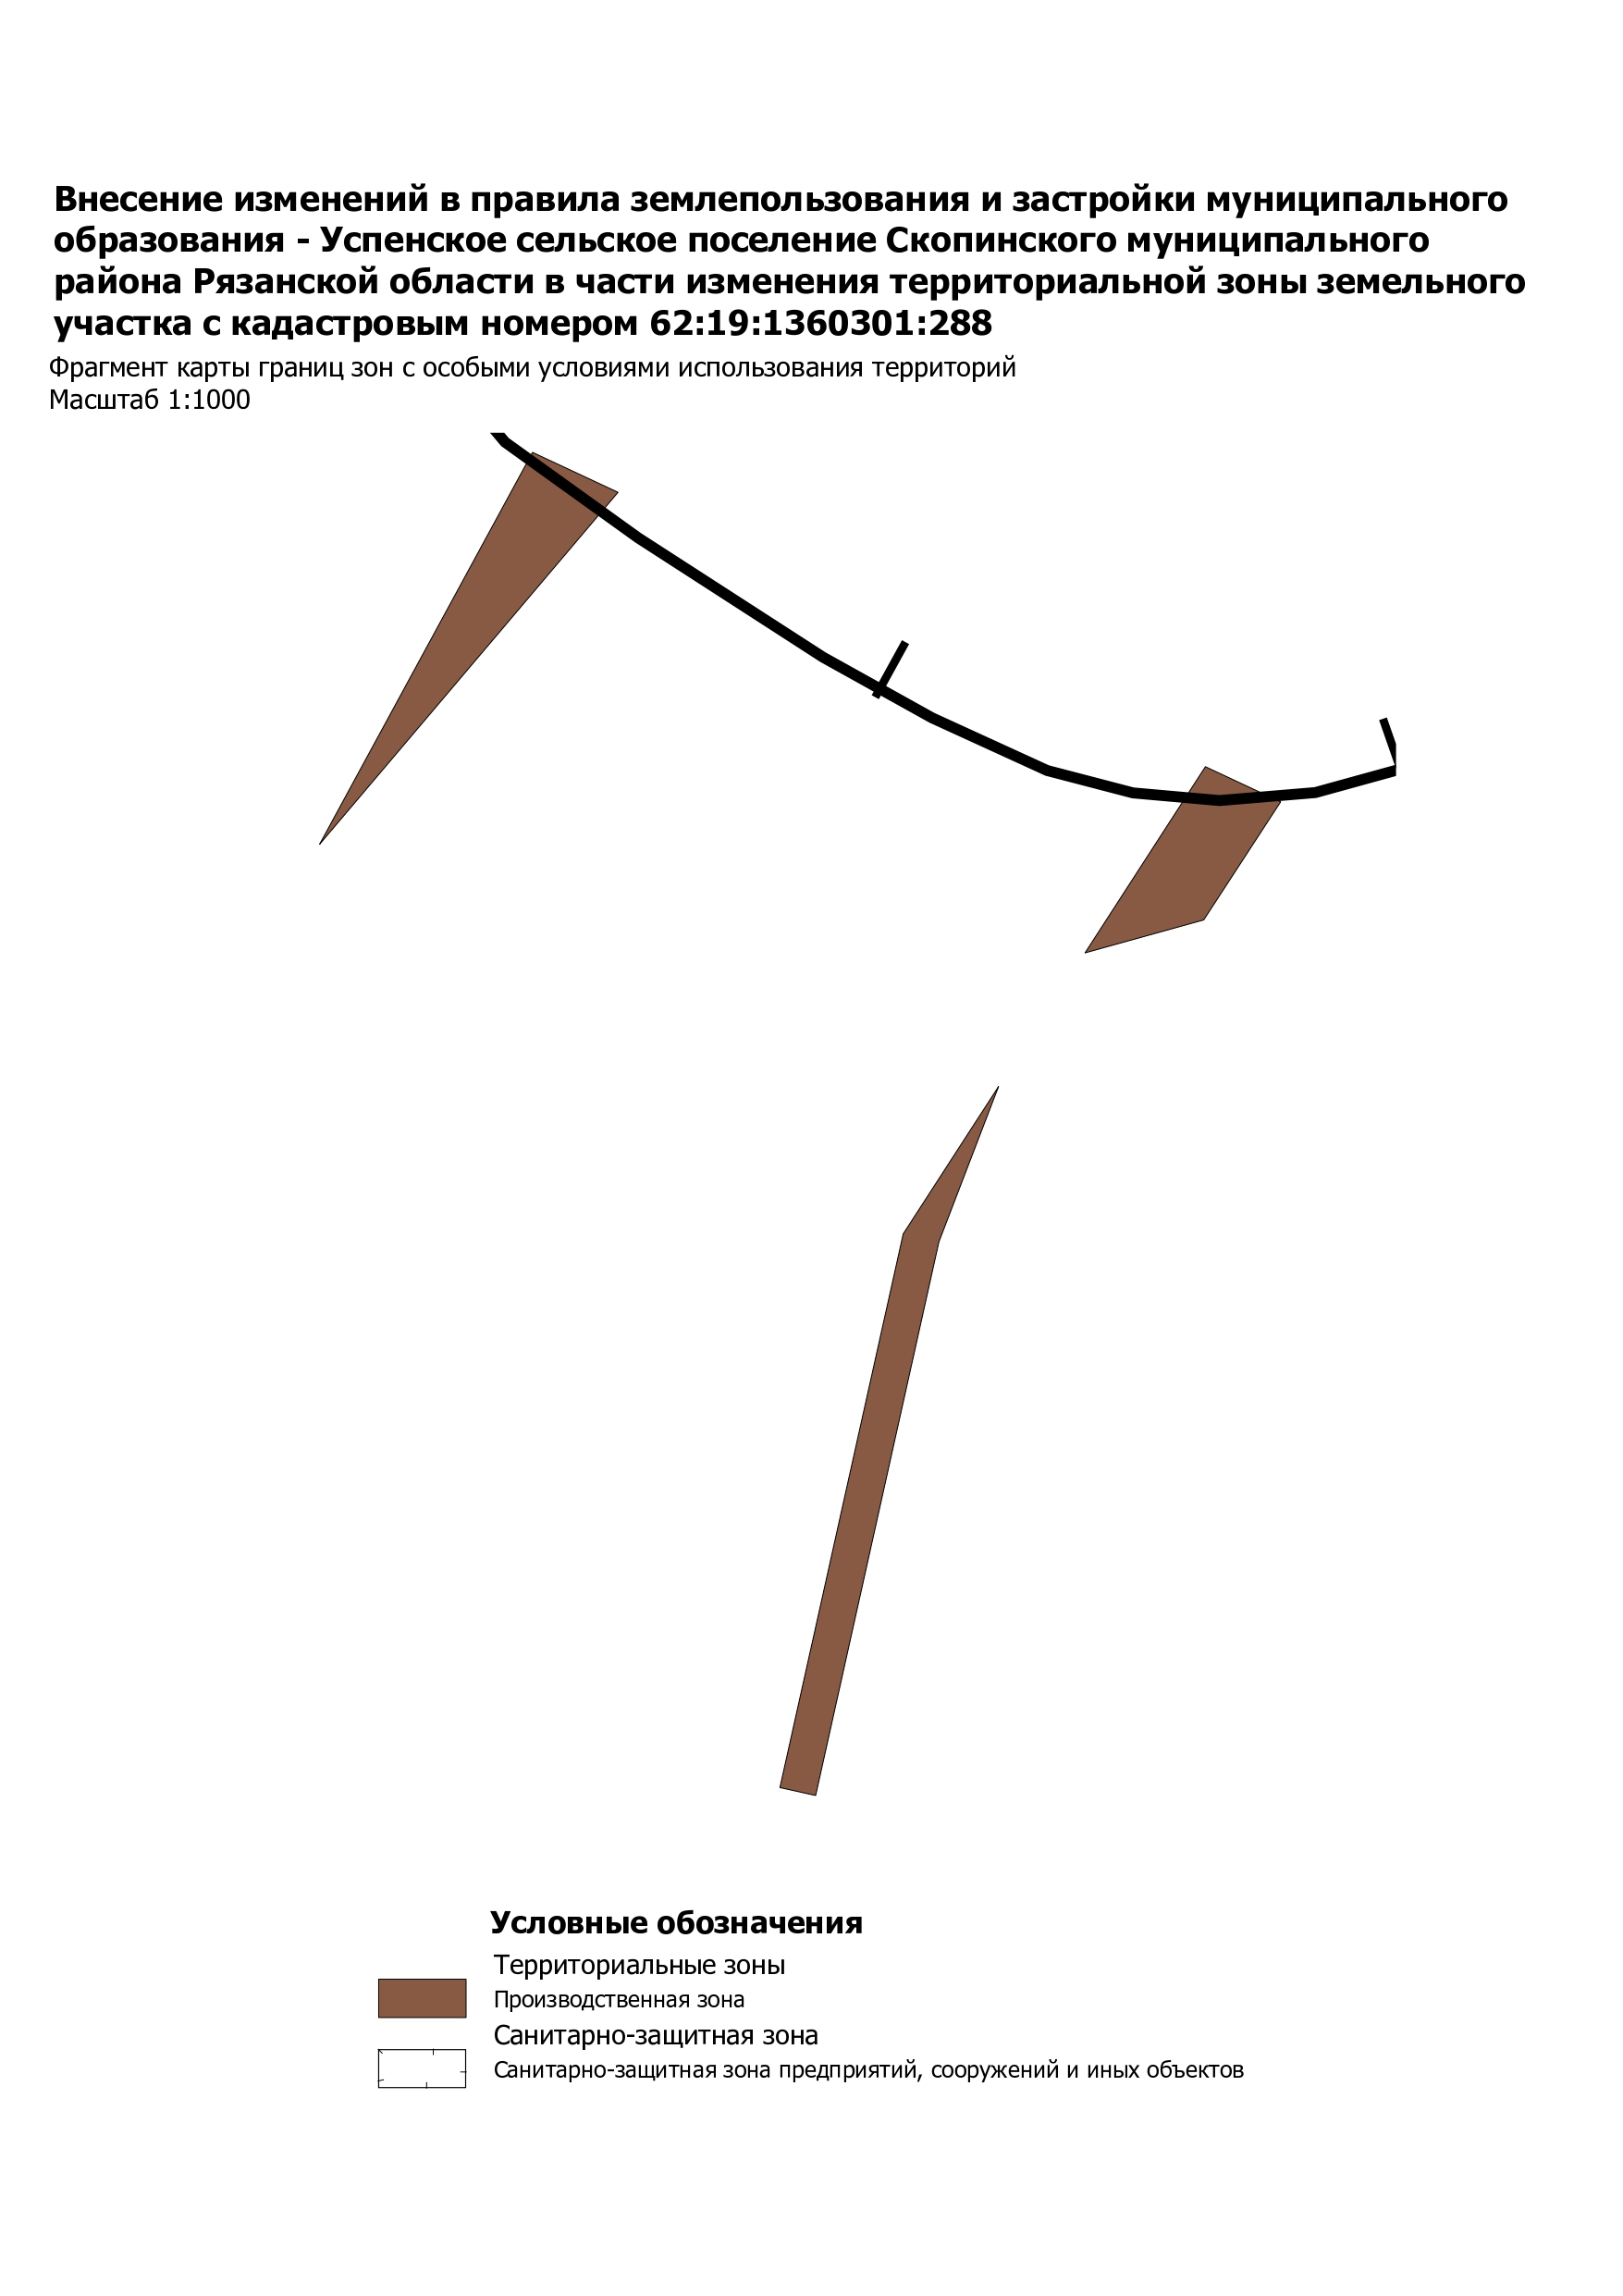 Внесение изменений в правила землепользования и застройки муниципального
образования - Успенское сельское поселение Скопинского муниципального
района Рязанской области в части изменения территориальной зоны земельного
участка с кадастровым номером 62:19:1360301:288
Фрагмент карты границ зон с особыми условиями использования территорий
Масштаб 1:1000
Условные обозначения
Территориальные зоны
Производственная зона
Санитарно-защитная зона
Санитарно-защитная зона предприятий, сооружений и иных объектов